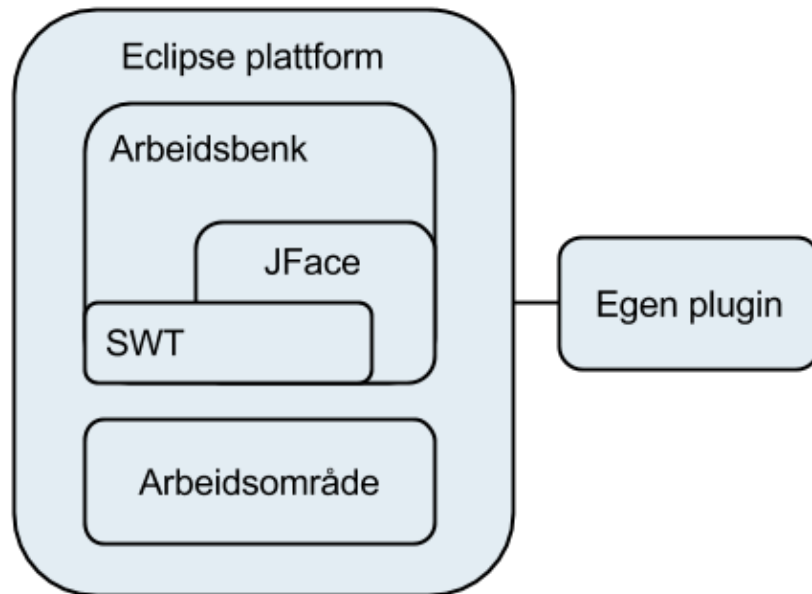 Eclipse plattform
Arbeidsbenk
JFace
SWT
Egen plugin
Arbeidsområde